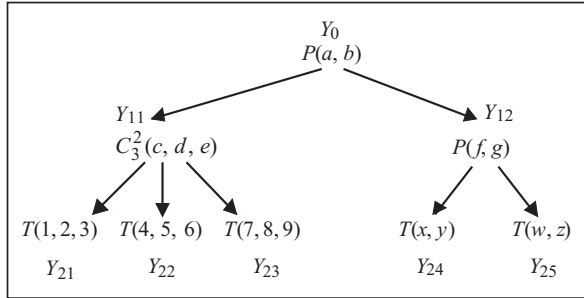 Y₀
P(a, b)
Y₁₁ Y₁₂
C₃²(c, d, e) P(f, g)
T(1, 2, 3) T(4, 5, 6) T(7, 8, 9) T(x, y) T(w, z)
Y₂₁ Y₂₂ Y₂₃ Y₂₄ Y₂₅